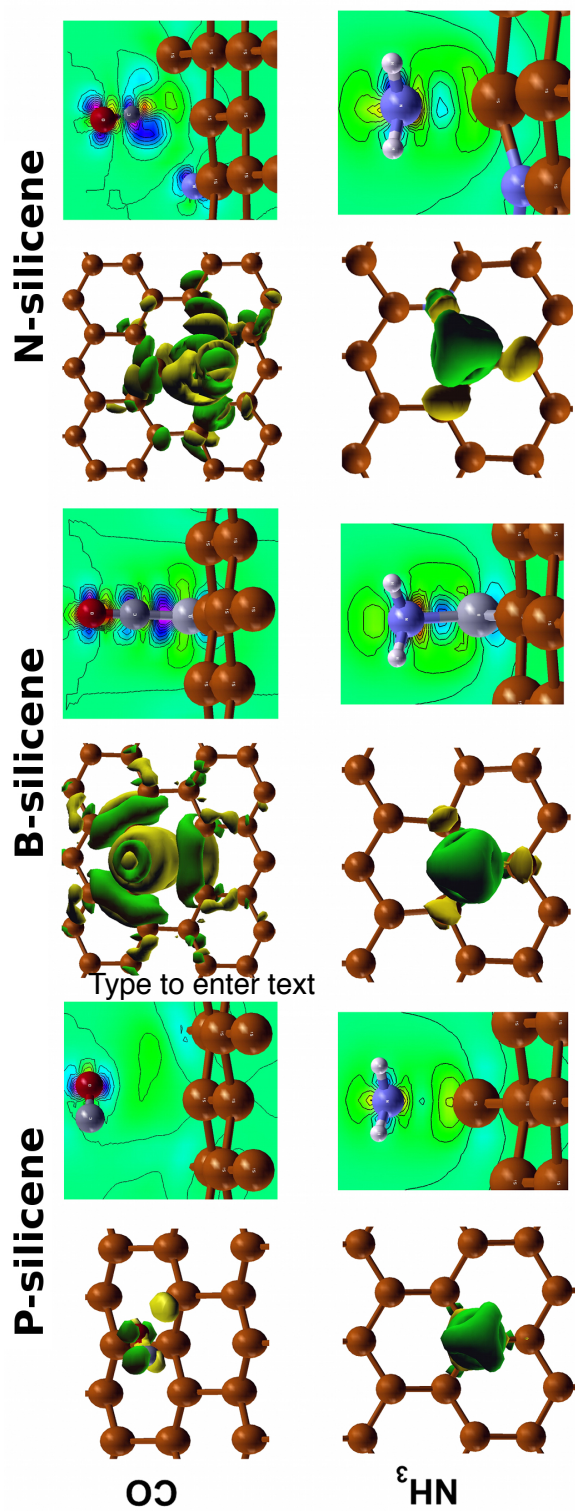 P-silicene
B-silicene
N-silicene
CO
NH₃
Type to enter text